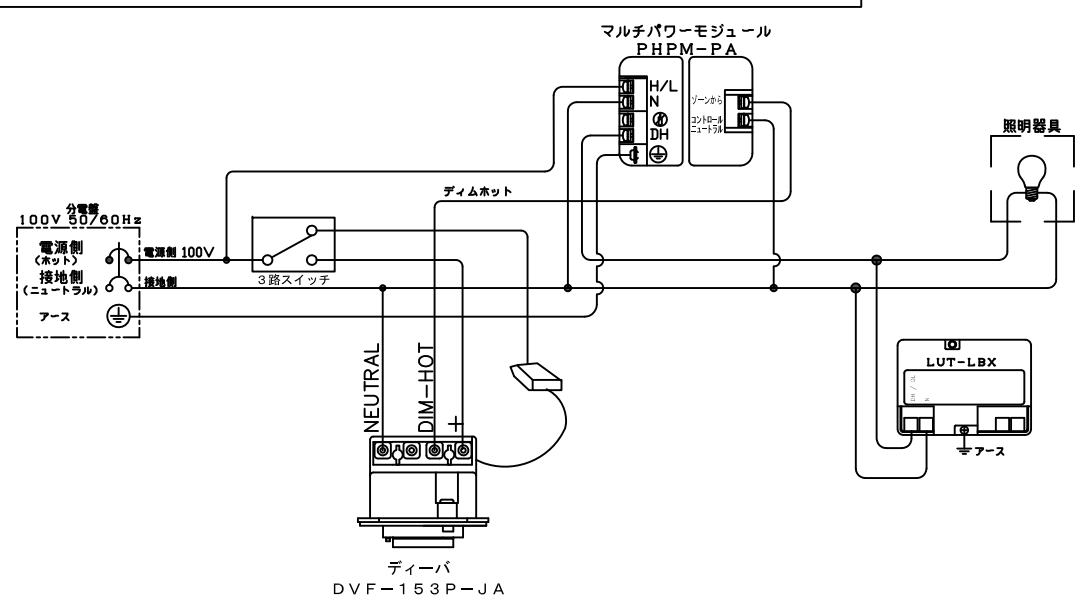 マルチパワーモジュール
PHPM-PA
H/L
N
DH
ゾーンから
コントロール
ニュートラル
照明器具
ディムホット
分電盤
100V 50/60Hz
電源側
(ホット)
電源側 100V
接地側
(ニュートラル)
接地側
アース
3路スイッチ
NEUTRAL
DIM-HOT
+
LUT-LBX
DH / DL
N
アース
ディーバ
DVF-153P-JA